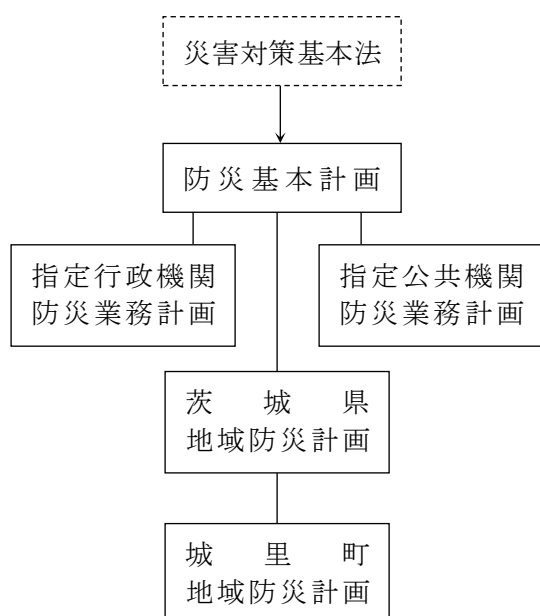 災害対策基本法
防災基本計画
指定行政機関
防災業務計画
指定公共機関
防災業務計画
茨城県
地域防災計画
城里町
地域防災計画